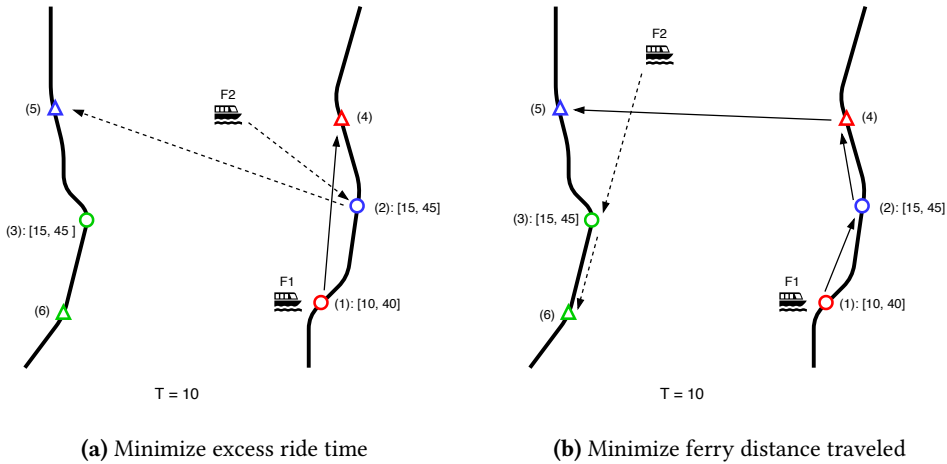 F2
(5)
(4)
(2): [15, 45]
(3): [15, 45 ]
F1
(1): [10, 40]
(6)
T = 10
(a) Minimize excess ride time
F2
(5)
(4)
(2): [15, 45]
(3): [15, 45]
F1
(1): [10, 40]
(6)
T = 10
(b) Minimize ferry distance traveled